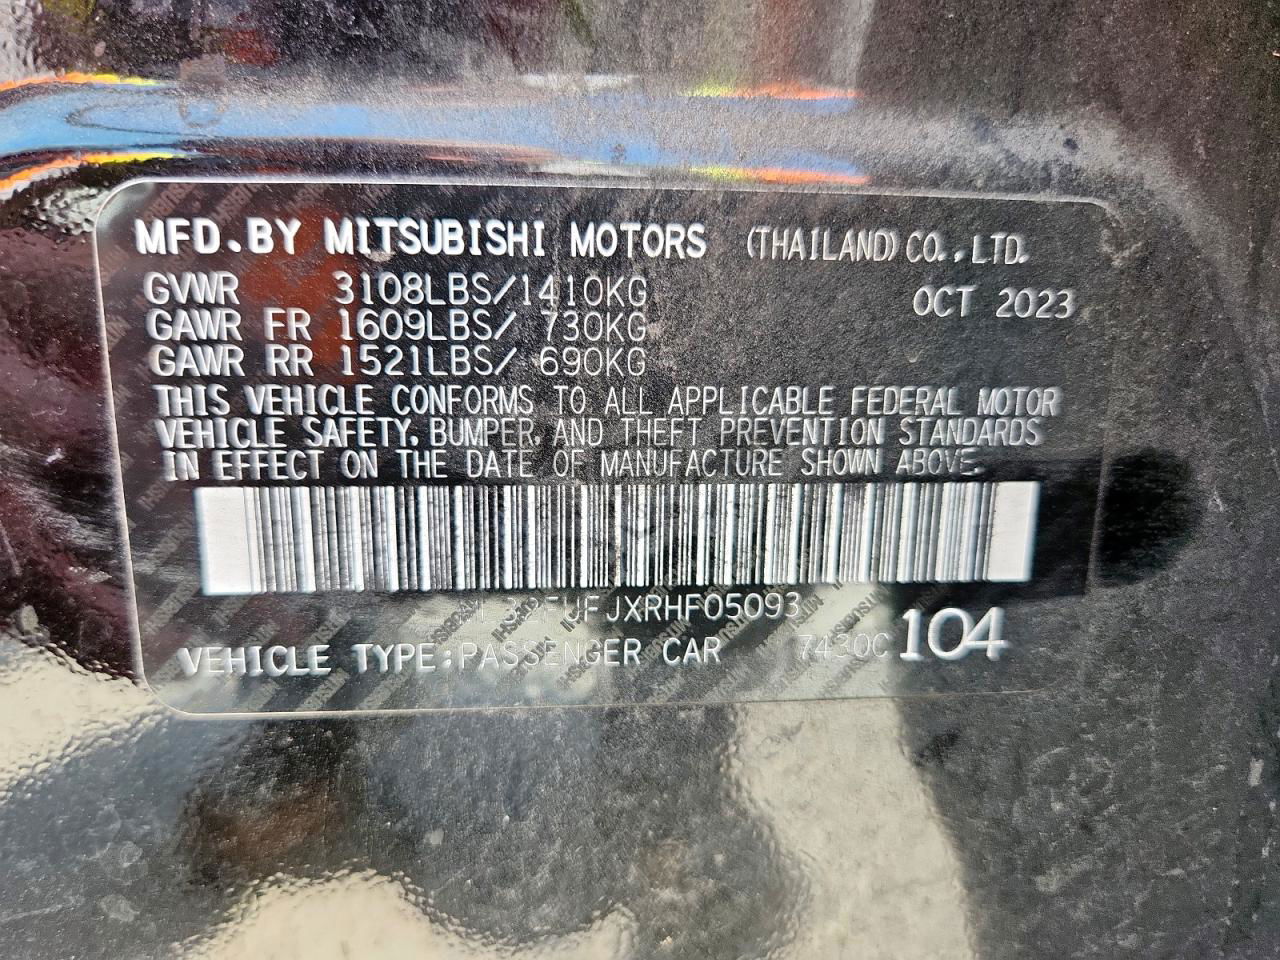 MFD.BY MITSUBISHI MOTORS (THAILAND) CO.,LTD.
GVWR 3108LBS/1410KG OCT 2023
GAWR FR 1609LBS/ 730KG
GAWR RR 1521LBS/ 690KG
THIS VEHICLE CONFORMS TO ALL APPLICABLE FEDERAL MOTOR
VEHICLE SAFETY, BUMPER, AND THEFT PREVENTION STANDARDS
IN EFFECT ON THE DATE OF MANUFACTURE SHOWN ABOVE.
VEHICLE TYPE:PASSENGER CAR 7430C 104